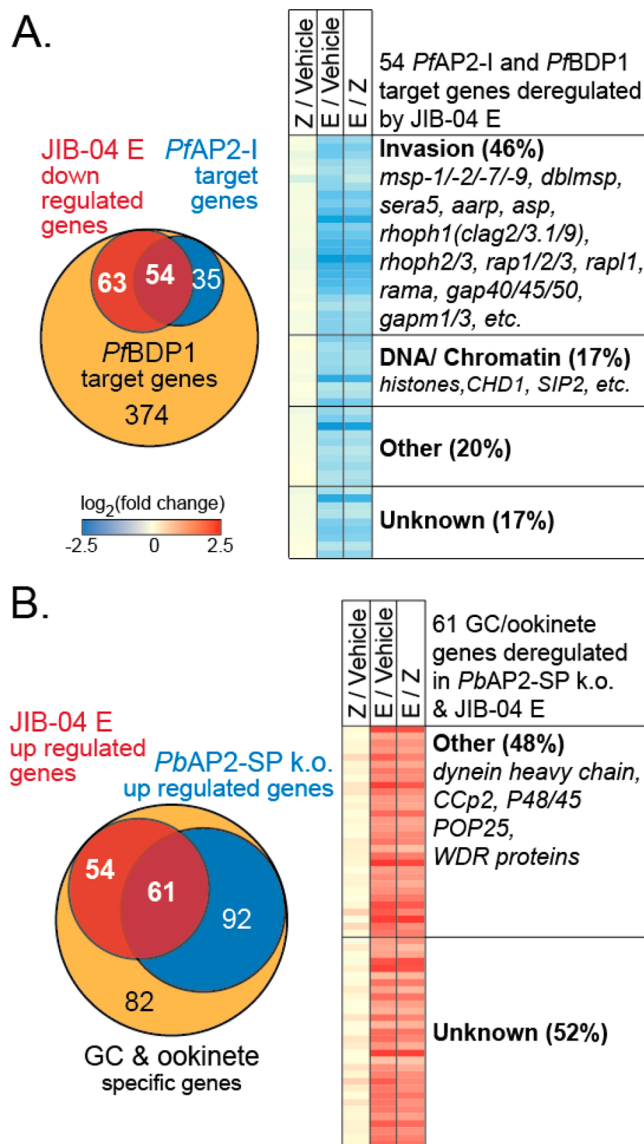 A.
JIB-04 E
down
regulated
genes
PfAP2-I
target
genes
63
54
35
PfBDP1
target genes
374
log2(fold change)
-2.5
0
2.5
Z / Vehicle
E / Vehicle
E / Z
54 PfAP2-I and PfBDP1
target genes deregulated
by JIB-04 E
Invasion (46%)
msp-1/-2/-7/-9, dblmsp,
sera5, aarp, asp,
rhoph1(clag2/3.1/9),
rhoph2/3, rap1/2/3, rapl1,
rama, gap40/45/50,
gapm1/3, etc.
DNA/ Chromatin (17%)
histones,CHD1, SIP2, etc.
Other (20%)
Unknown (17%)
B.
JIB-04 E
up regulated
genes
PbAP2-SP k.o.
up regulated genes
54
61
92
82
GC & ookinete
specific genes
Z / Vehicle
E / Vehicle
E / Z
61 GC/ookinete
genes deregulated
in PbAP2-SP k.o.
& JIB-04 E
Other (48%)
dynein heavy chain,
CCp2, P48/45
POP25,
WDR proteins
Unknown (52%)